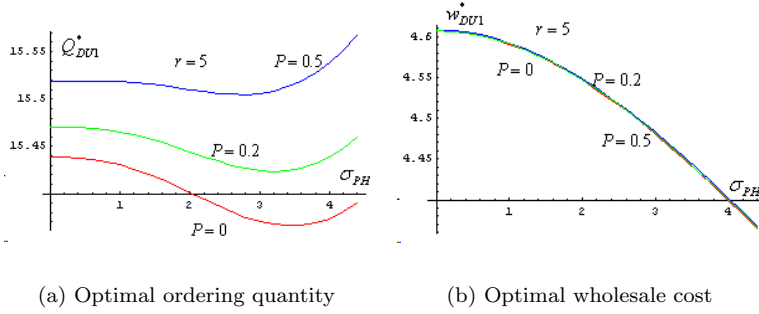 Q*DU1
r = 5
P = 0.5
15.55
15.5
P = 0.2
15.45
σPH
1 2 3 4
P = 0
w*DU1
r = 5
4.6
P = 0
P = 0.2
4.55
P = 0.5
4.45
σPH
1 2 3 4
(a) Optimal ordering quantity
(b) Optimal wholesale cost